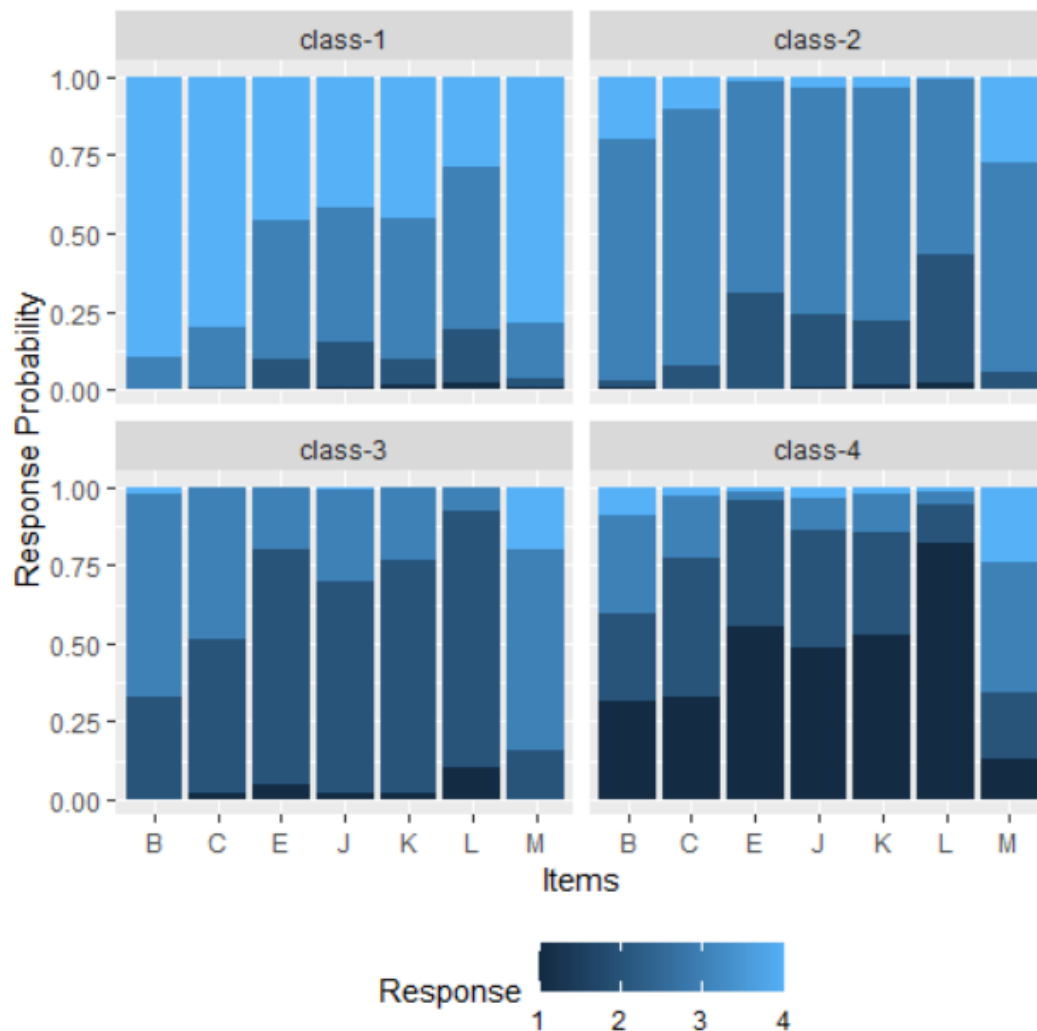 class-1
class-2
1.00
0.75
0.50
0.25
0.00
class-3
class-4
1.00
0.75
0.50
0.25
0.00
Response Probability
B C E J K L M
B C E J K L M
Items
Response
1 2 3 4